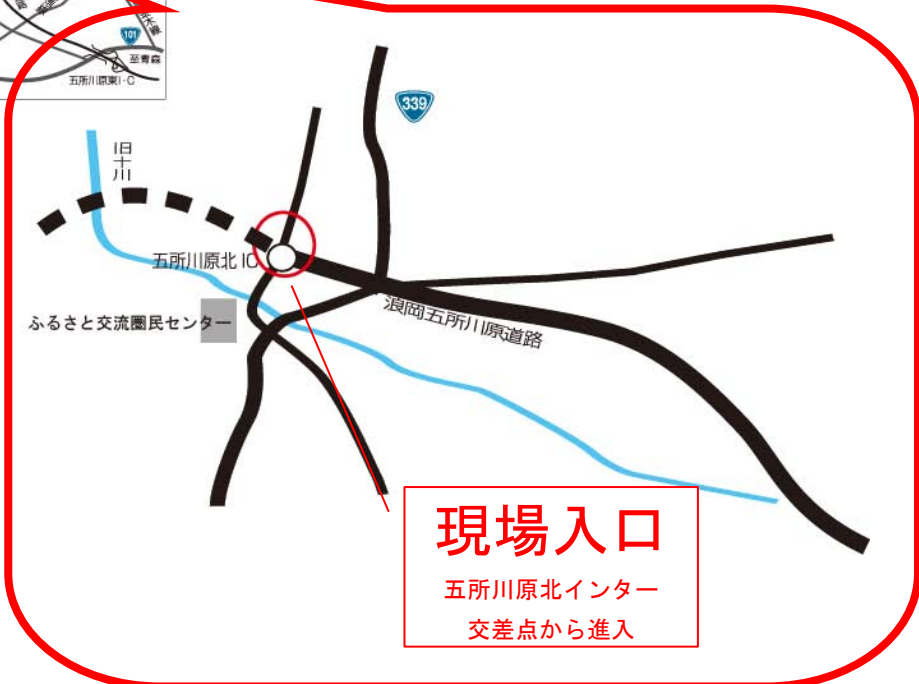 101
至青森
五所川原東I・C
339
旧十川
五所川原北IC
ふるさと交流圏民センター
浪岡五所川原道路
現場入口
五所川原北インター
交差点から進入